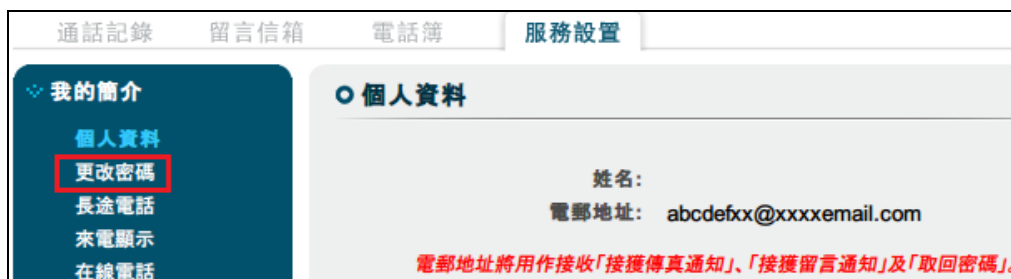 通話記錄 留言信箱 電話簿 服務設置
我的簡介
個人資料
更改密碼
長途電話
來電顯示
在線電話
個人資料
姓名:
電郵地址: abcdefxx@xxxxemail.com
電郵地址將用作接收「接獲傳真通知」、「接獲留言通知」及「取回密碼」。